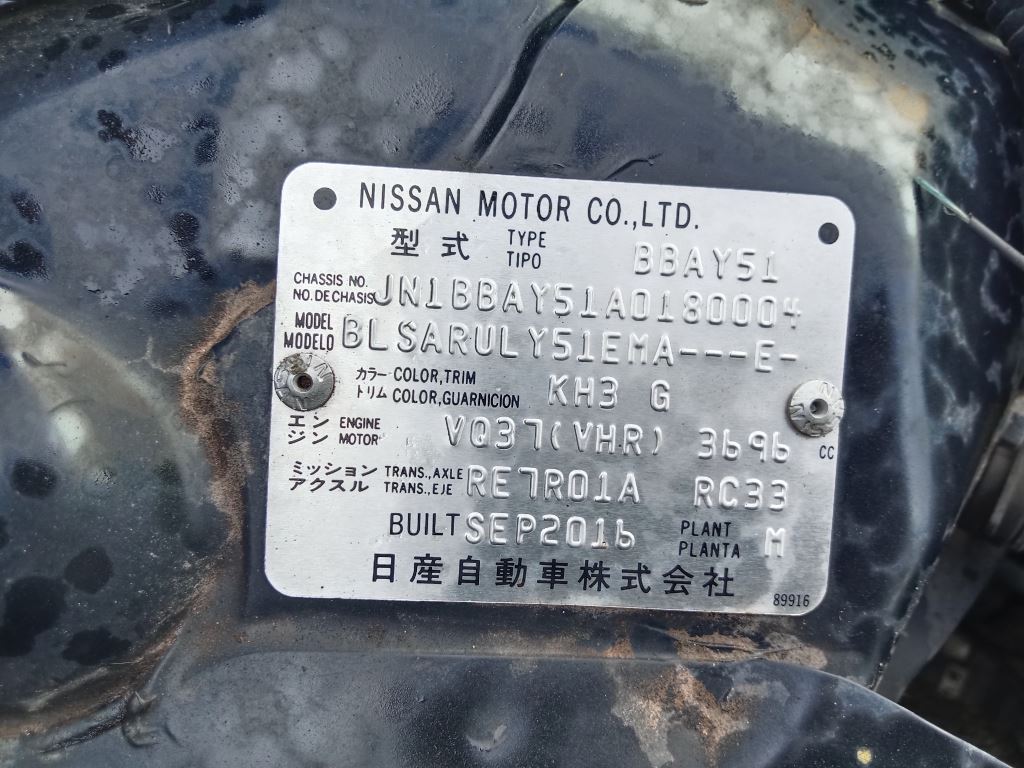 NISSAN MOTOR CO.,LTD.
型式 TYPE TIPO BBAY51
CHASSIS NO. NO.DE CHASIS JN1BBAY51A0180004
MODEL MODELO BLSARULY51EMA---E-
カラー COLOR,TRIM トリム COLOR,GUARNICION KH3 G
エンジン ENGINE MOTOR VQ37(VHR) 3696 CC
ミッション TRANS.,AXLE アクスル TRANS.,EJE RE7R01A RC33
BUILT SEP2016 PLANT PLANTA M
日産自動車株式会社
89916